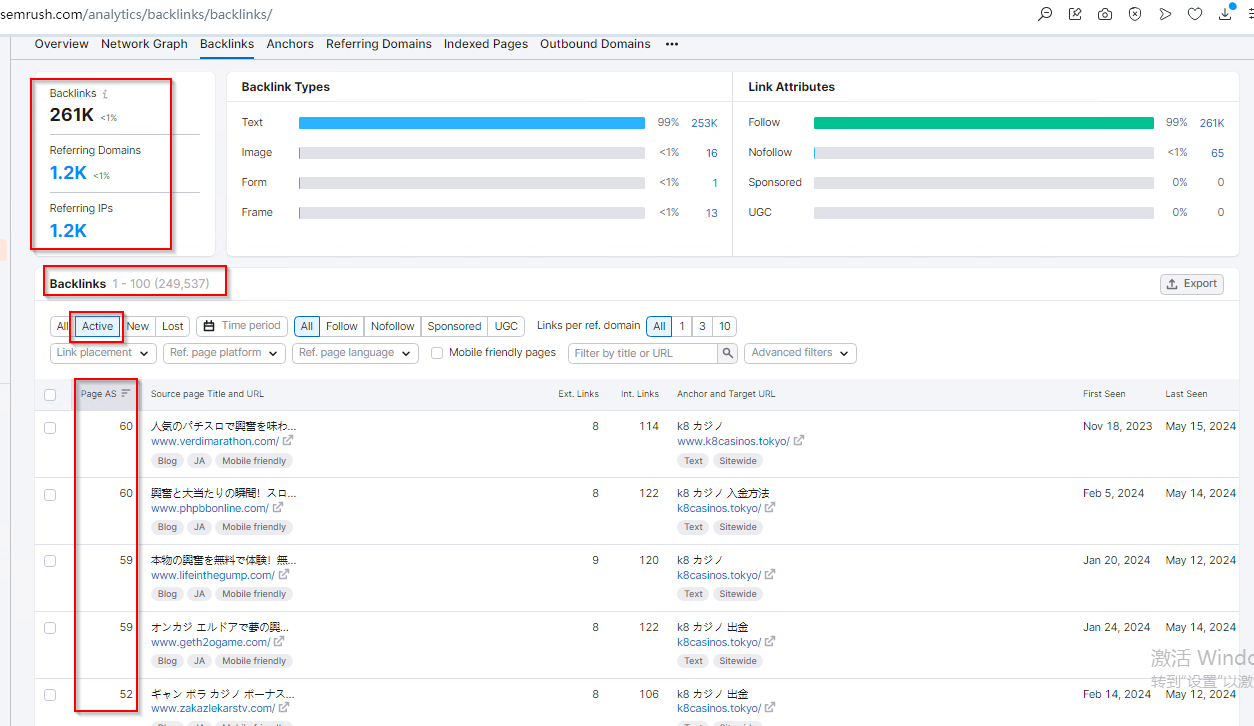 semrush.com/analytics/backlinks/backlinks/
Overview Network Graph Backlinks Anchors Referring Domains Indexed Pages Outbound Domains •••
Backlinks i
261K <1%
Referring Domains
1.2K <1%
Referring IPs
1.2K
Backlink Types
Text 99% 253K
Image <1% 16
Form <1% 1
Frame <1% 13
Link Attributes
Follow 99% 261K
Nofollow <1% 65
Sponsored 0% 0
UGC 0% 0
Backlinks 1 - 100 (249,537)
Export
All Active New Lost Time period All Follow Nofollow Sponsored UGC Links per ref. domain All 1 3 10
Link placement Ref. page platform Ref. page language Mobile friendly pages Filter by title or URL Advanced filters
Page AS Source page Title and URL Ext. Links Int. Links Anchor and Target URL First Seen Last Seen
60 人気のパチスロで興奮を味わ... 8 114 k8 カジノ Nov 18, 2023 May 15, 2024
www.verdimarathon.com/ www.k8casinos.tokyo/
Blog JA Mobile friendly Text Sitewide
60 興奮と大当たりの瞬間！スロ... 8 122 k8 カジノ 入金方法 Feb 5, 2024 May 14, 2024
www.phpbbonline.com/ k8casinos.tokyo/
Blog JA Mobile friendly Text Sitewide
59 本物の興奮を無料で体験！無... 9 120 k8 カジノ Jan 20, 2024 May 12, 2024
www.lifeinthegump.com/ k8casinos.tokyo/
Blog JA Mobile friendly Text Sitewide
59 オンカジ エルドアで夢の興... 8 122 k8 カジノ 出金 Jan 24, 2024 May 14, 2024
www.geth2ogame.com/ k8casinos.tokyo/
Blog JA Mobile friendly Text Sitewide
52 ギャン ボラ カジノ ボーナス... 8 106 k8 カジノ 出金 Feb 14, 2024 May 12, 2024
www.zakazlekarstv.com/ k8casinos.tokyo/
激活 Windo
转到"设置"以激